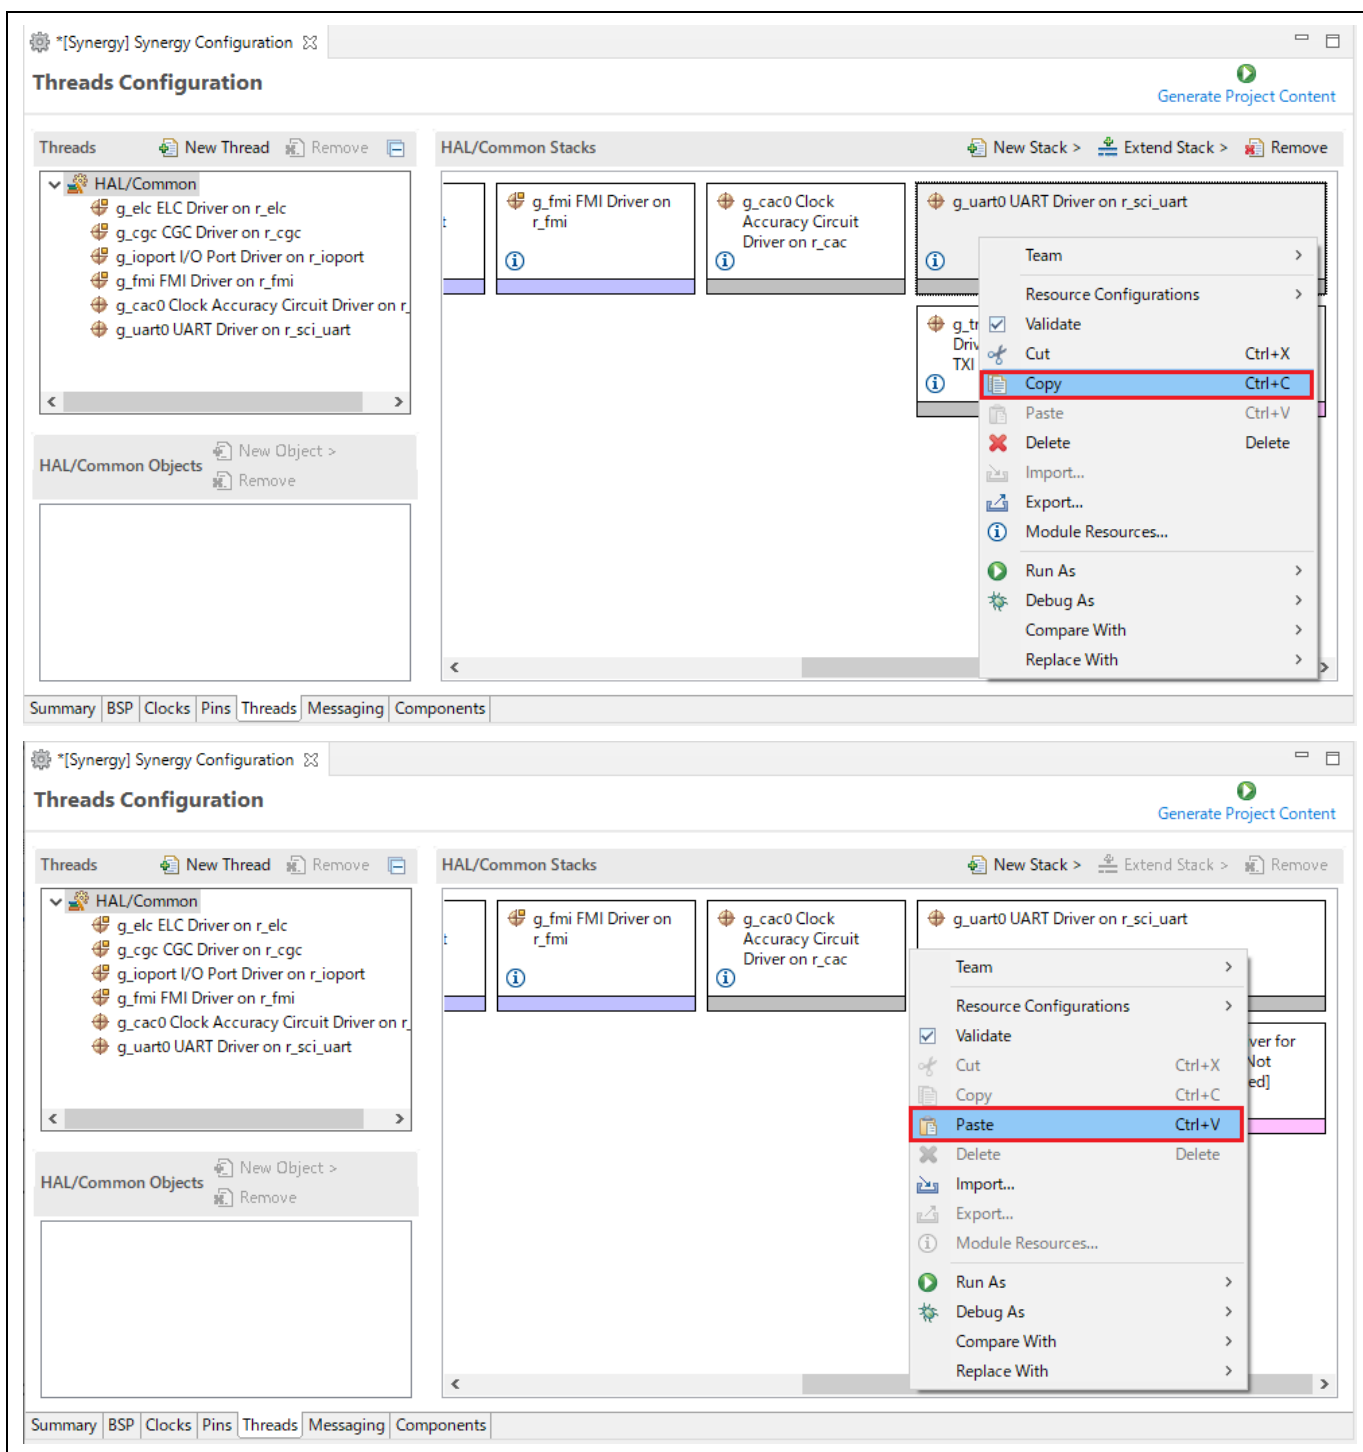 *[Synergy] Synergy Configuration
Threads Configuration
Generate Project Content
Threads New Thread Remove
HAL/Common Stacks New Stack > Extend Stack > Remove
HAL/Common
g_elc ELC Driver on r_elc
g_cgc CGC Driver on r_cgc
g_ioport I/O Port Driver on r_ioport
g_fmi FMI Driver on r_fmi
g_cac0 Clock Accuracy Circuit Driver on r_
g_uart0 UART Driver on r_sci_uart
HAL/Common Objects
New Object >
Remove
t
g_fmi FMI Driver on
r_fmi
g_cac0 Clock
Accuracy Circuit
Driver on r_cac
g_uart0 UART Driver on r_sci_uart
g_tr
Driv
TXI
Team
Resource Configurations
Validate
Cut Ctrl+X
Copy Ctrl+C
Paste Ctrl+V
Delete Delete
Import...
Export...
Module Resources...
Run As
Debug As
Compare With
Replace With
Summary BSP Clocks Pins Threads Messaging Components
*[Synergy] Synergy Configuration
Threads Configuration
Generate Project Content
Threads New Thread Remove
HAL/Common Stacks New Stack > Extend Stack > Remove
HAL/Common
g_elc ELC Driver on r_elc
g_cgc CGC Driver on r_cgc
g_ioport I/O Port Driver on r_ioport
g_fmi FMI Driver on r_fmi
g_cac0 Clock Accuracy Circuit Driver on r_
g_uart0 UART Driver on r_sci_uart
HAL/Common Objects
New Object >
Remove
t
g_fmi FMI Driver on
r_fmi
g_cac0 Clock
Accuracy Circuit
Driver on r_cac
g_uart0 UART Driver on r_sci_uart
ver for
Not
ed]
Team
Resource Configurations
Validate
Cut Ctrl+X
Copy Ctrl+C
Paste Ctrl+V
Delete Delete
Import...
Export...
Module Resources...
Run As
Debug As
Compare With
Replace With
Summary BSP Clocks Pins Threads Messaging Components